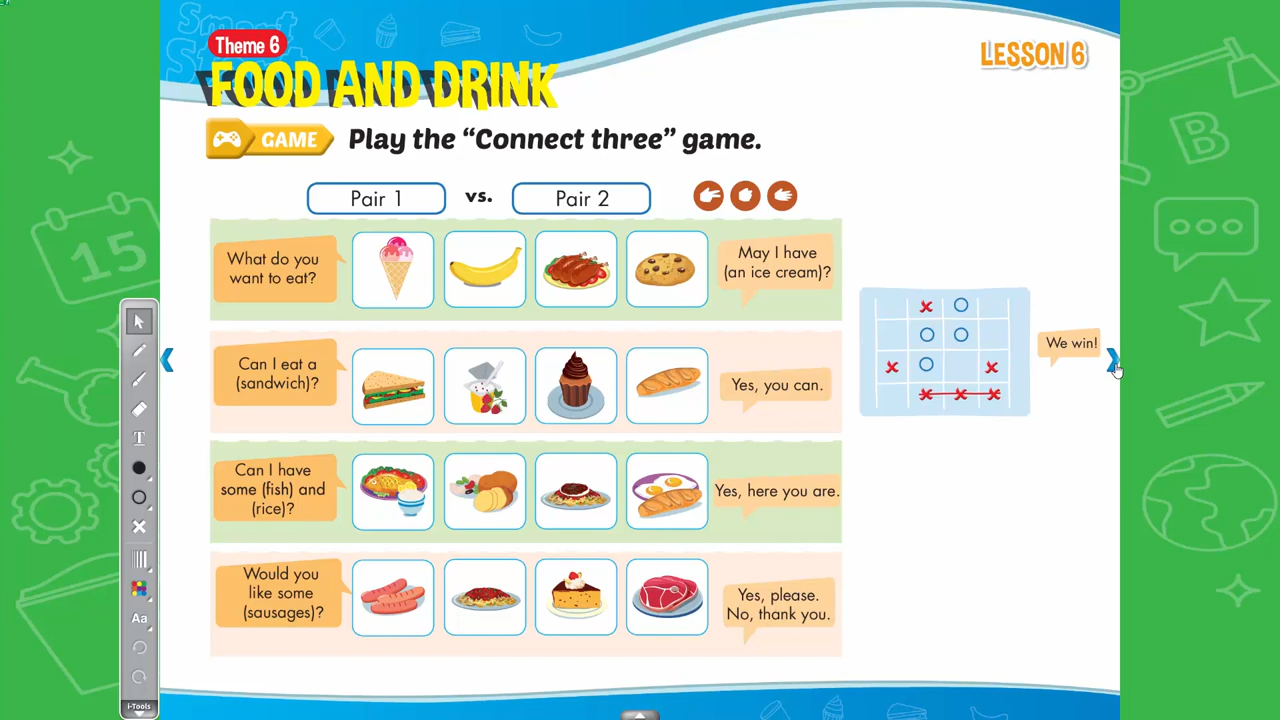 Smart
St
Theme 6
FOOD AND DRINK
LESSON 6
GAME
Play the "Connect three" game.
Pair 1
vs.
Pair 2
What do you
want to eat?
May I have
(an ice cream)?
Can I eat a
(sandwich)?
Yes, you can.
Can I have
some (fish) and
(rice)?
Yes, here you are.
Would you
like some
(sausages)?
Yes, please.
No, thank you.
We win!
15
B
T
Aa
i-Tools